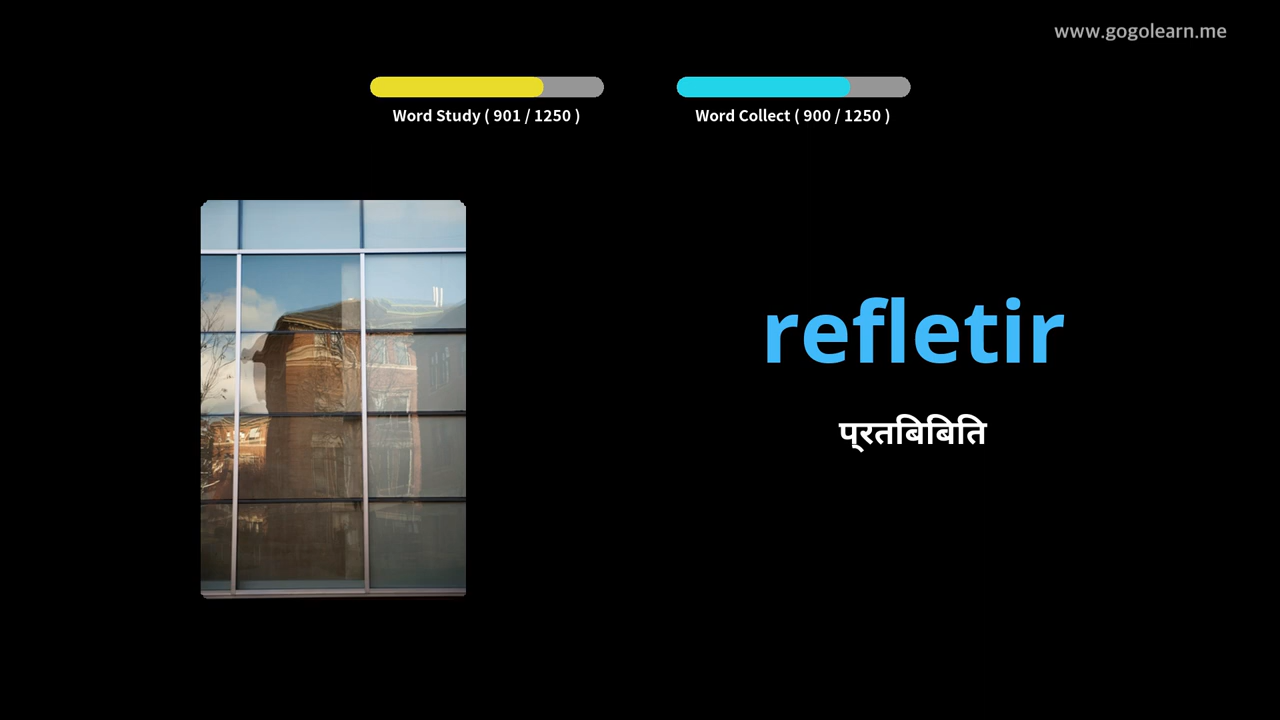 www.gogolearn.me
Word Study ( 901 / 1250 )
Word Collect ( 900 / 1250 )
refletir
प्रतबिबिति